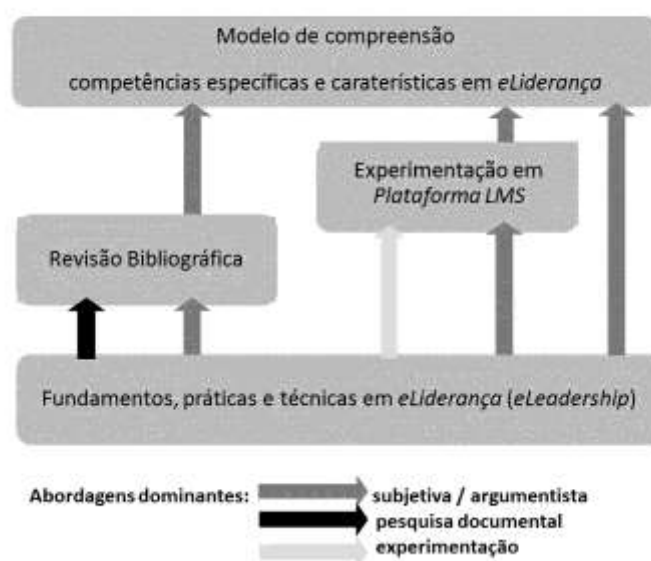 Modelo de compreensão
competências específicas e caraterísticas em eLiderança
Experimentação em
Plataforma LMS
Revisão Bibliográfica
Fundamentos, práticas e técnicas em eLiderança (eLeadership)
Abordagens dominantes: subjetiva / argumentista
pesquisa documental
experimentação